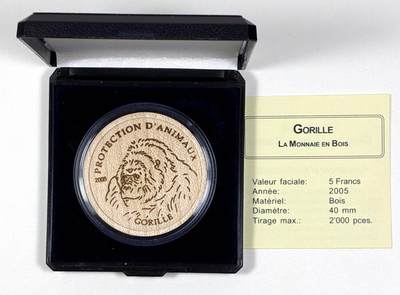 PROTECTION D'ANIMAUX
GORILLE
GORILLE
LA MONNAIE EN BOIS
Valeur faciale: 5 Francs
Année: 2005
Matériel: Bois
Diamétre: 40 mm
Tirage max.: 2'000 pces.